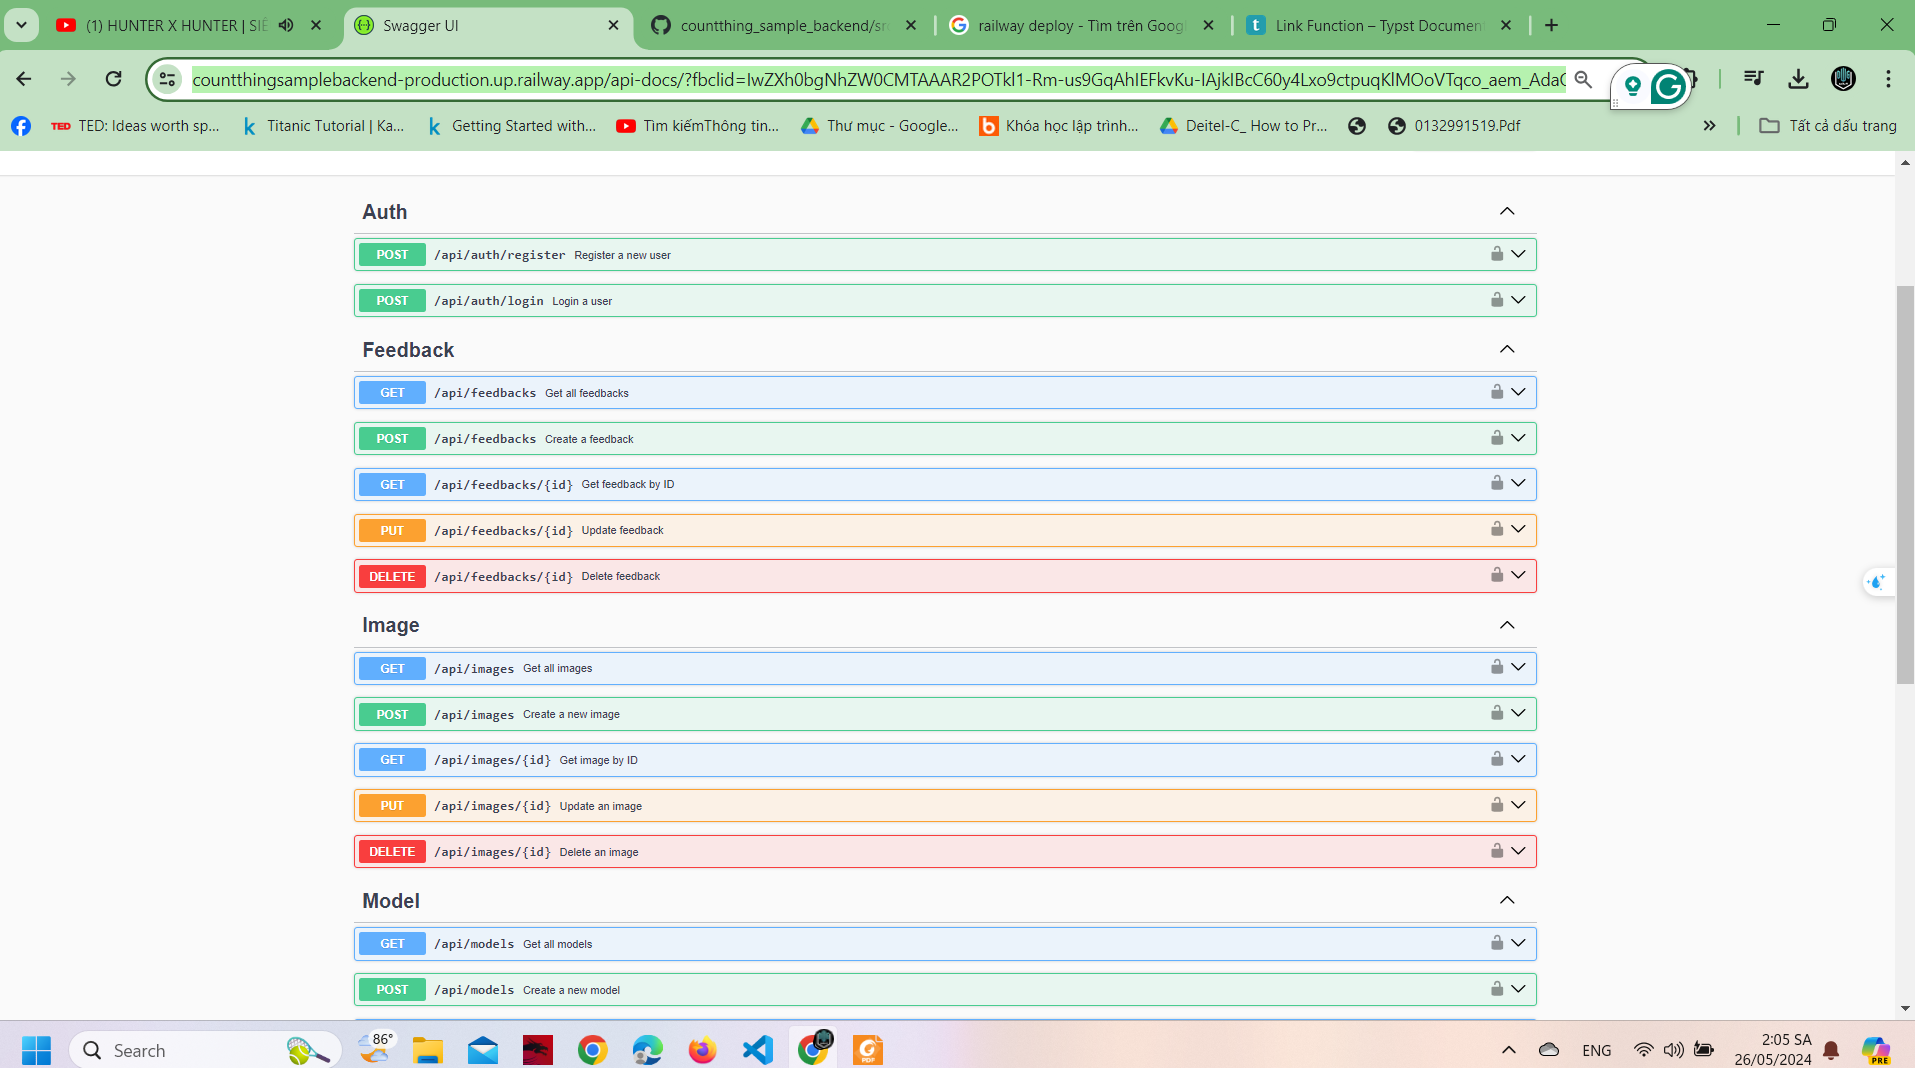 (1) HUNTER X HUNTER | SIÊ
Swagger UI
countthing_sample_backend/src
railway deploy - Tìm trên Goog
Link Function – Typst Document
countthingsamplebackend-production.up.railway.app/api-docs/?fbclid=IwZXh0bgNhZW0CMTAAAR2POTkl1-Rm-us9GqAhIEFkvKu-IAjkIBcC60y4Lxo9ctpuqKlMOoVTqco_aem_Ada
TED: Ideas worth sp...
Titanic Tutorial | Ka...
Getting Started with...
Tìm kiếmThông tin...
Thư mục - Google...
Khóa học lập trình...
Deitel-C_ How to Pr...
0132991519.Pdf
Tất cả dấu trang
Auth
POST /api/auth/register Register a new user
POST /api/auth/login Login a user
Feedback
GET /api/feedbacks Get all feedbacks
POST /api/feedbacks Create a feedback
GET /api/feedbacks/{id} Get feedback by ID
PUT /api/feedbacks/{id} Update feedback
DELETE /api/feedbacks/{id} Delete feedback
Image
GET /api/images Get all images
POST /api/images Create a new image
GET /api/images/{id} Get image by ID
PUT /api/images/{id} Update an image
DELETE /api/images/{id} Delete an image
Model
GET /api/models Get all models
POST /api/models Create a new model
Search
86°
ENG
2:05 SA
26/05/2024
PRE